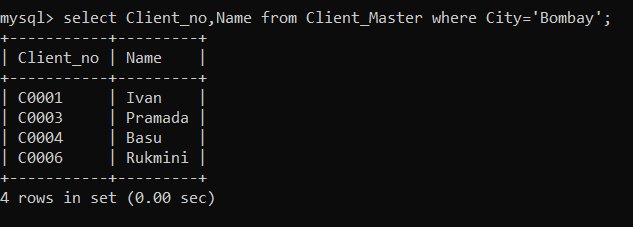 mysql> select Client_no,Name from Client_Master where City='Bombay';
+-----------+---------+
| Client_no | Name    |
+-----------+---------+
| C0001     | Ivan    |
| C0003     | Pramada |
| C0004     | Basu    |
| C0006     | Rukmini |
+-----------+---------+
4 rows in set (0.00 sec)